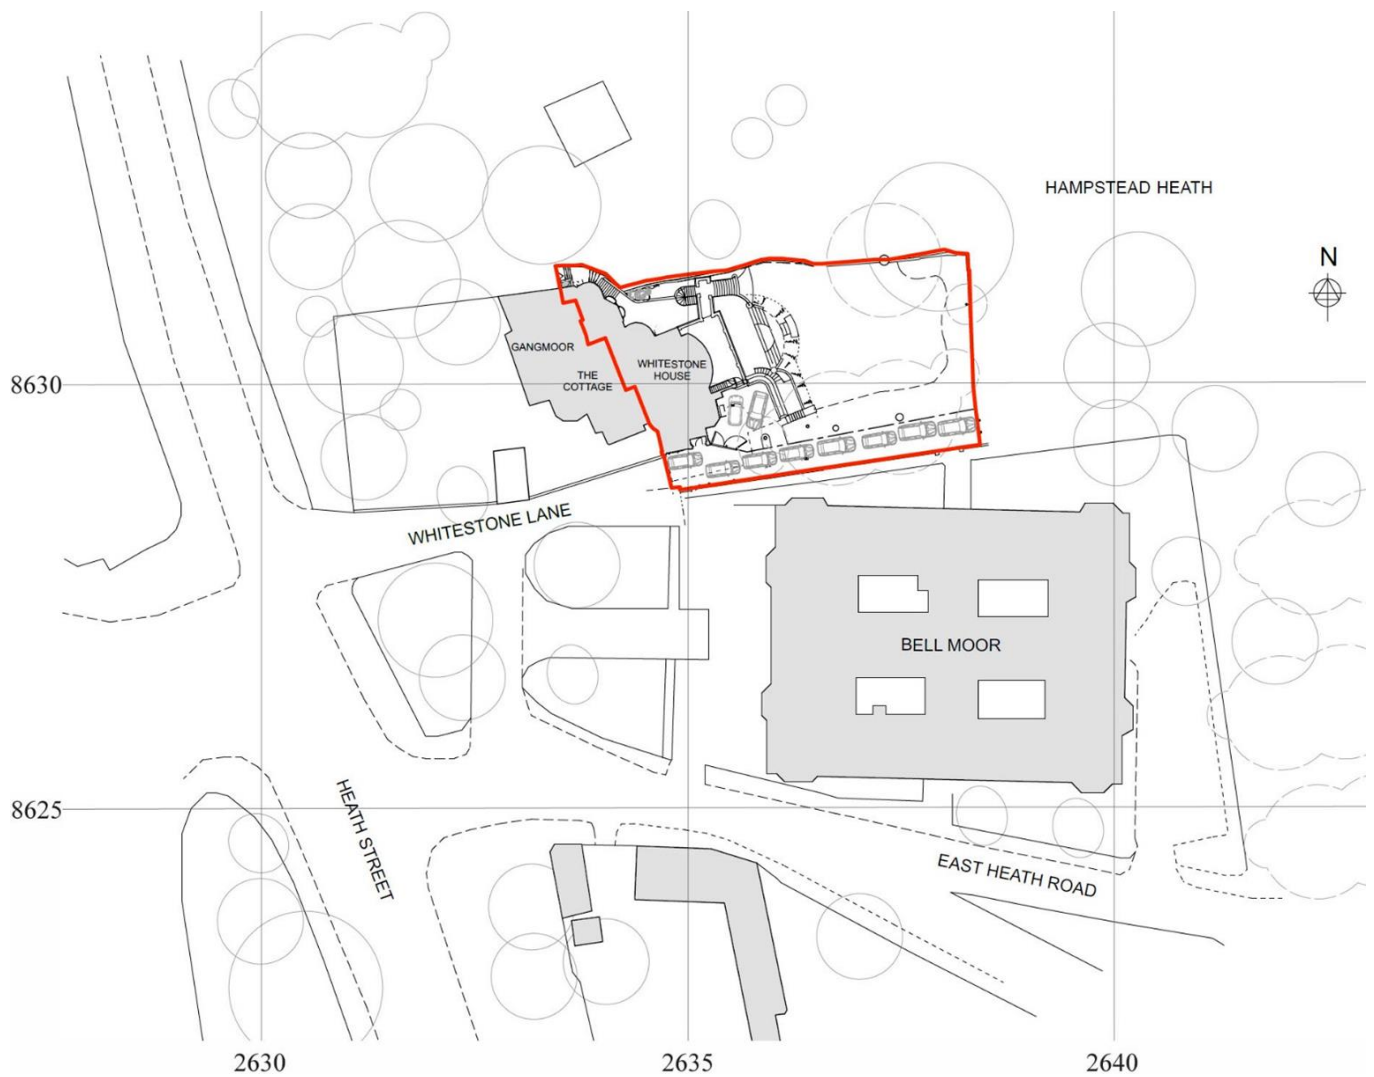 HAMPSTEAD HEATH
N
GANGMOOR
THE
COTTAGE
WHITESTONE
HOUSE
8630
WHITESTONE LANE
BELL MOOR
8625
HEATH STREET
EAST HEATH ROAD
2630
2635
2640